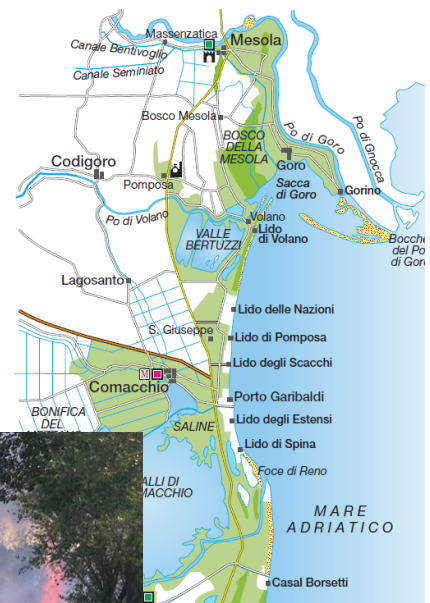 Massenzatica
Mesola
Canale Bentivoglio
Canale Seminiato
Bosco Mesola
BOSCO
DELLA
MESOLA
Po di Goro
Po di Gnocca
Codigoro
Goro
Pomposa
Sacca
di Goro
Gorino
Po di Volano
Volano
Lido
di Volano
VALLE
BERTUZZI
Bocche
del Po
di Goro
Lagosanto
Lido delle Nazioni
S. Giuseppe
Lido di Pomposa
Lido degli Scacchi
M
Comacchio
Porto Garibaldi
BONIFICA
DEL
SALINE
Lido degli Estensi
Lido di Spina
Foce di Reno
ALLI DI
MACCHIO
MARE
ADRIATICO
Casal Borsetti